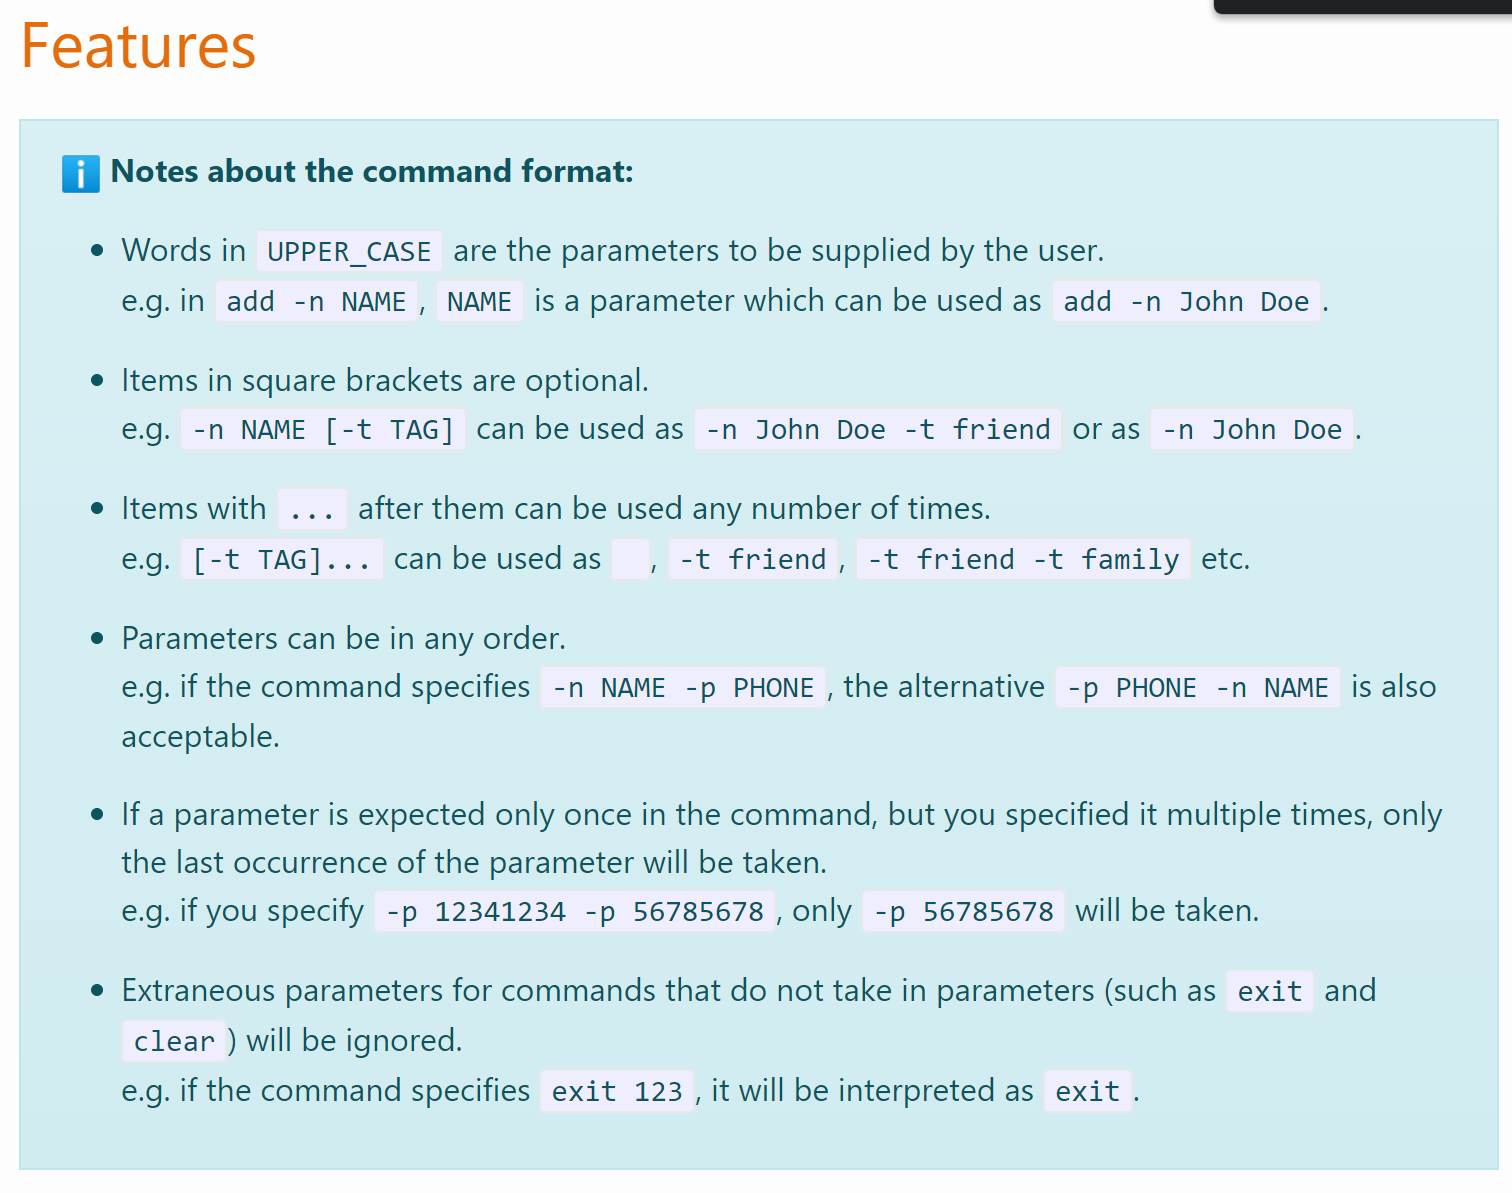 Features
Notes about the command format:
Words in UPPER_CASE are the parameters to be supplied by the user.
e.g. in add -n NAME, NAME is a parameter which can be used as add -n John Doe.
Items in square brackets are optional.
e.g. -n NAME [-t TAG] can be used as -n John Doe -t friend or as -n John Doe.
Items with ... after them can be used any number of times.
e.g. [-t TAG]... can be used as  , -t friend, -t friend -t family etc.
Parameters can be in any order.
e.g. if the command specifies -n NAME -p PHONE, the alternative -p PHONE -n NAME is also
acceptable.
If a parameter is expected only once in the command, but you specified it multiple times, only
the last occurrence of the parameter will be taken.
e.g. if you specify -p 12341234 -p 56785678, only -p 56785678 will be taken.
Extraneous parameters for commands that do not take in parameters (such as exit and
clear) will be ignored.
e.g. if the command specifies exit 123, it will be interpreted as exit.